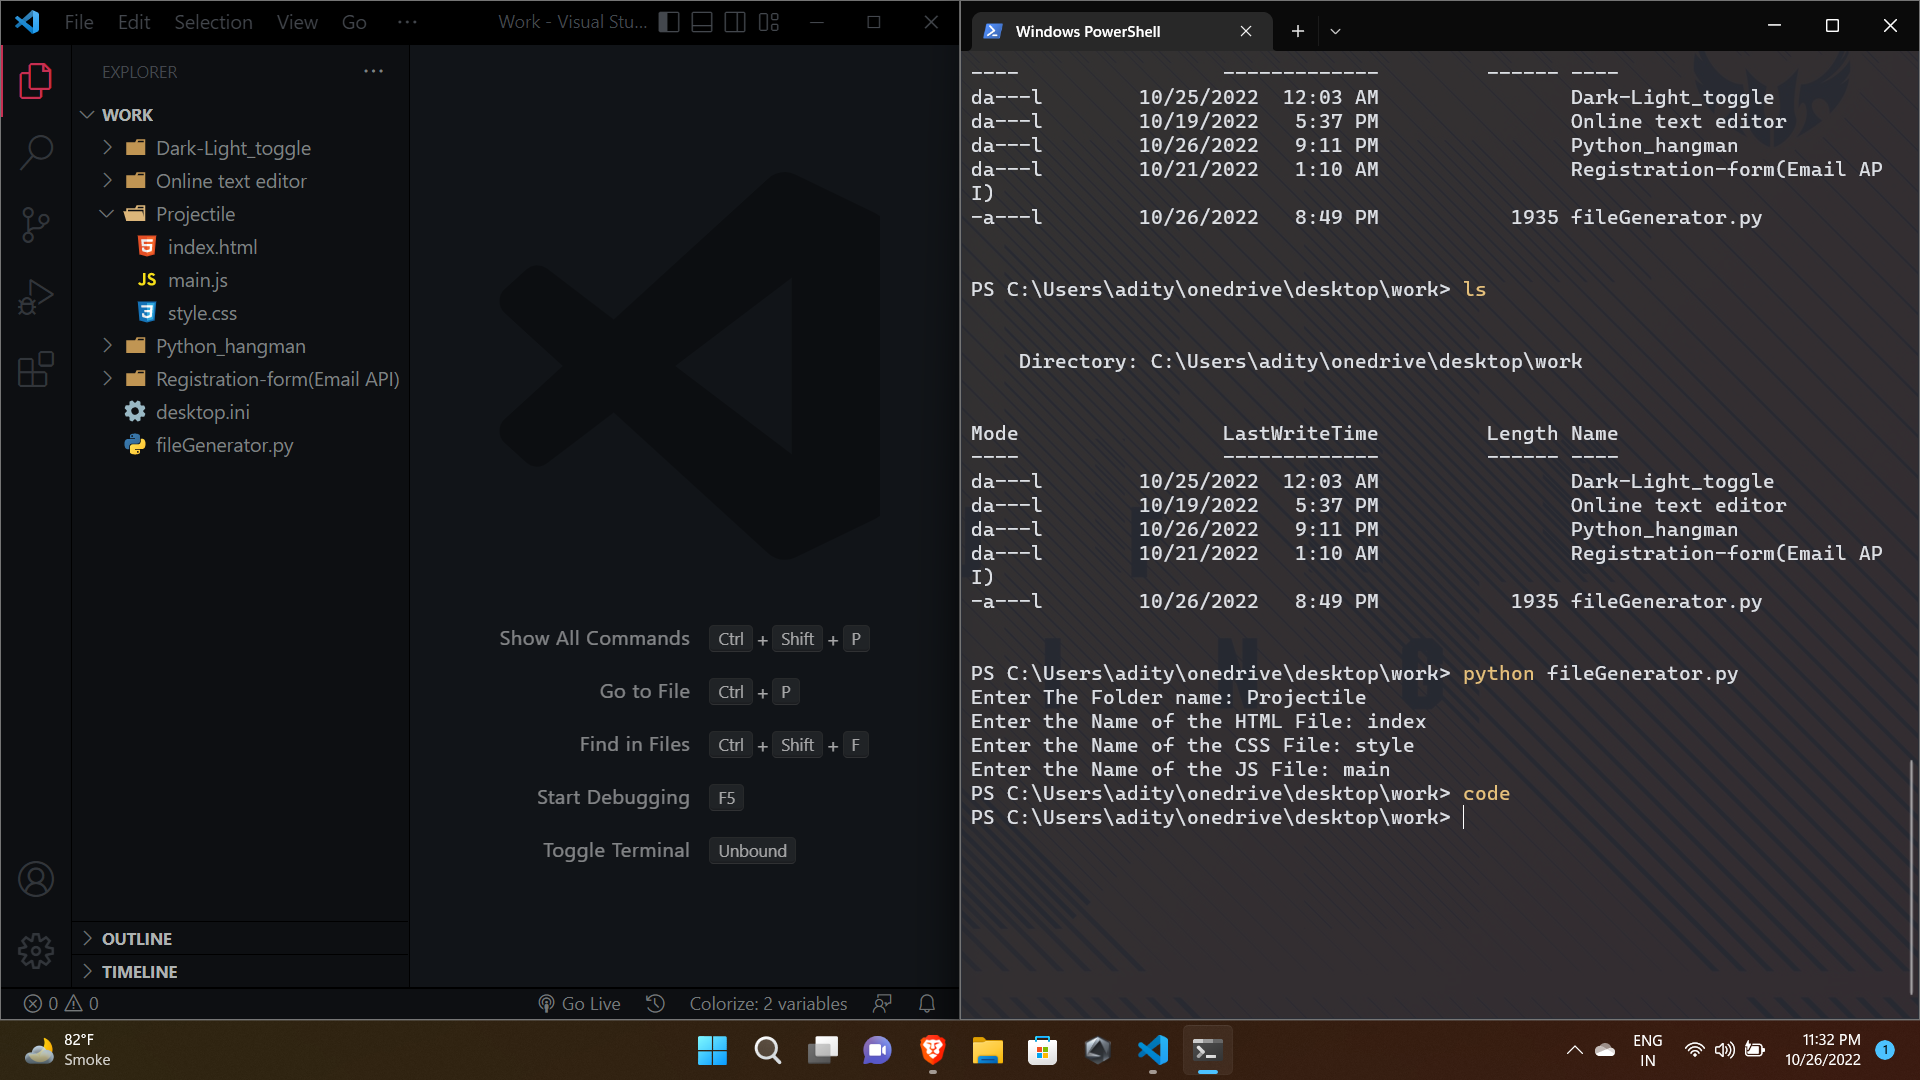 File Edit Selection View Go ··· Work - Visual Stu...
EXPLORER
WORK
Dark-Light_toggle
Online text editor
Projectile
index.html
JS main.js
style.css
Python_hangman
Registration-form(Email API)
desktop.ini
fileGenerator.py
Show All Commands Ctrl + Shift + P
Go to File Ctrl + P
Find in Files Ctrl + Shift + F
Start Debugging F5
Toggle Terminal Unbound
OUTLINE
TIMELINE
0 0 Go Live Colorize: 2 variables
Windows PowerShell
---- ------------- ------ ----
da---l 10/25/2022 12:03 AM Dark-Light_toggle
da---l 10/19/2022 5:37 PM Online text editor
da---l 10/26/2022 9:11 PM Python_hangman
da---l 10/21/2022 1:10 AM Registration-form(Email AP
I)
-a---l 10/26/2022 8:49 PM 1935 fileGenerator.py
PS C:\Users\adity\onedrive\desktop\work> ls
Directory: C:\Users\adity\onedrive\desktop\work
Mode LastWriteTime Length Name
---- ------------- ------ ----
da---l 10/25/2022 12:03 AM Dark-Light_toggle
da---l 10/19/2022 5:37 PM Online text editor
da---l 10/26/2022 9:11 PM Python_hangman
da---l 10/21/2022 1:10 AM Registration-form(Email AP
I)
-a---l 10/26/2022 8:49 PM 1935 fileGenerator.py
PS C:\Users\adity\onedrive\desktop\work> python fileGenerator.py
Enter The Folder name: Projectile
Enter the Name of the HTML File: index
Enter the Name of the CSS File: style
Enter the Name of the JS File: main
PS C:\Users\adity\onedrive\desktop\work> code
PS C:\Users\adity\onedrive\desktop\work>
82°F
Smoke
ENG
IN
11:32 PM
10/26/2022
1